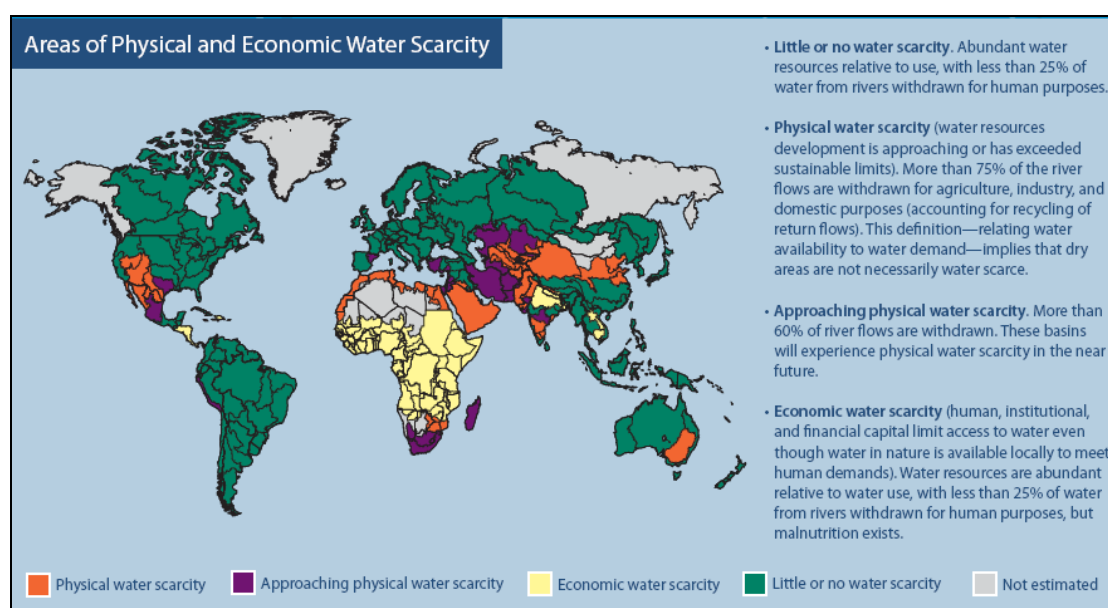 Areas of Physical and Economic Water Scarcity
• Little or no water scarcity. Abundant water
resources relative to use, with less than 25% of
water from rivers withdrawn for human purposes.
• Physical water scarcity (water resources
development is approaching or has exceeded
sustainable limits). More than 75% of the river
flows are withdrawn for agriculture, industry, and
domestic purposes (accounting for recycling of
return flows). This definition—relating water
availability to water demand—implies that dry
areas are not necessarily water scarce.
• Approaching physical water scarcity. More than
60% of river flows are withdrawn. These basins
will experience physical water scarcity in the near
future.
• Economic water scarcity (human, institutional,
and financial capital limit access to water even
though water in nature is available locally to meet
human demands). Water resources are abundant
relative to water use, with less than 25% of water
from rivers withdrawn for human purposes, but
malnutrition exists.
Physical water scarcity
Approaching physical water scarcity
Economic water scarcity
Little or no water scarcity
Not estimated